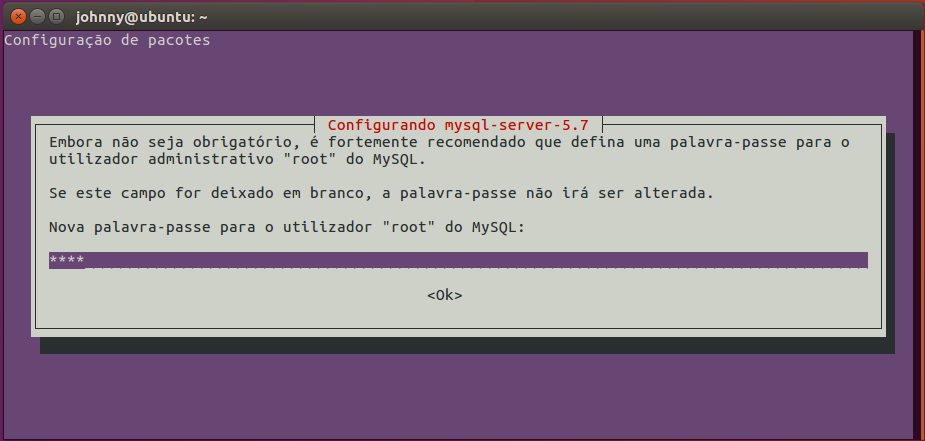 johnny@ubuntu: ~
Configuração de pacotes
Configurando mysql-server-5.7
Embora não seja obrigatório, é fortemente recomendado que defina uma palavra-passe para o
utilizador administrativo "root" do MySQL.
Se este campo for deixado em branco, a palavra-passe não irá ser alterada.
Nova palavra-passe para o utilizador "root" do MySQL:
****
<Ok>